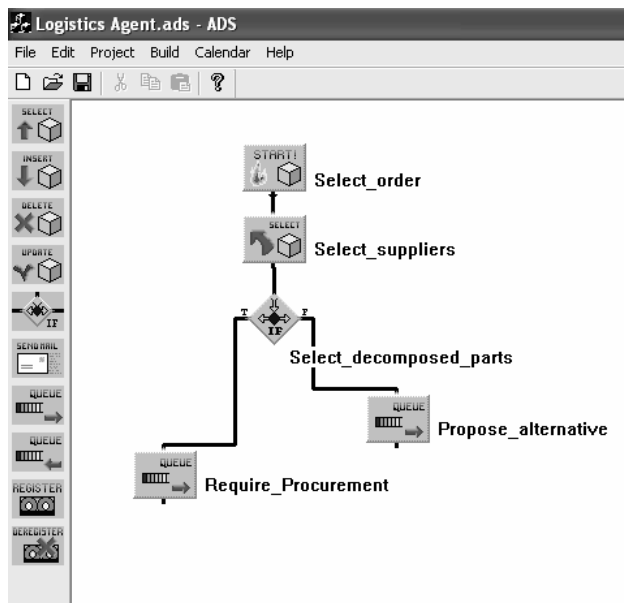 Logistics Agent.ads - ADS
File Edit Project Build Calendar Help
SELECT
INSERT
DELETE
UPDATE
IF
SEND MAIL
QUEUE
QUEUE
REGISTER
DEREGISTER
START!
Select_order
SELECT
Select_suppliers
T
F
IF
Select_decomposed_parts
QUEUE
Propose_alternative
QUEUE
Require_Procurement